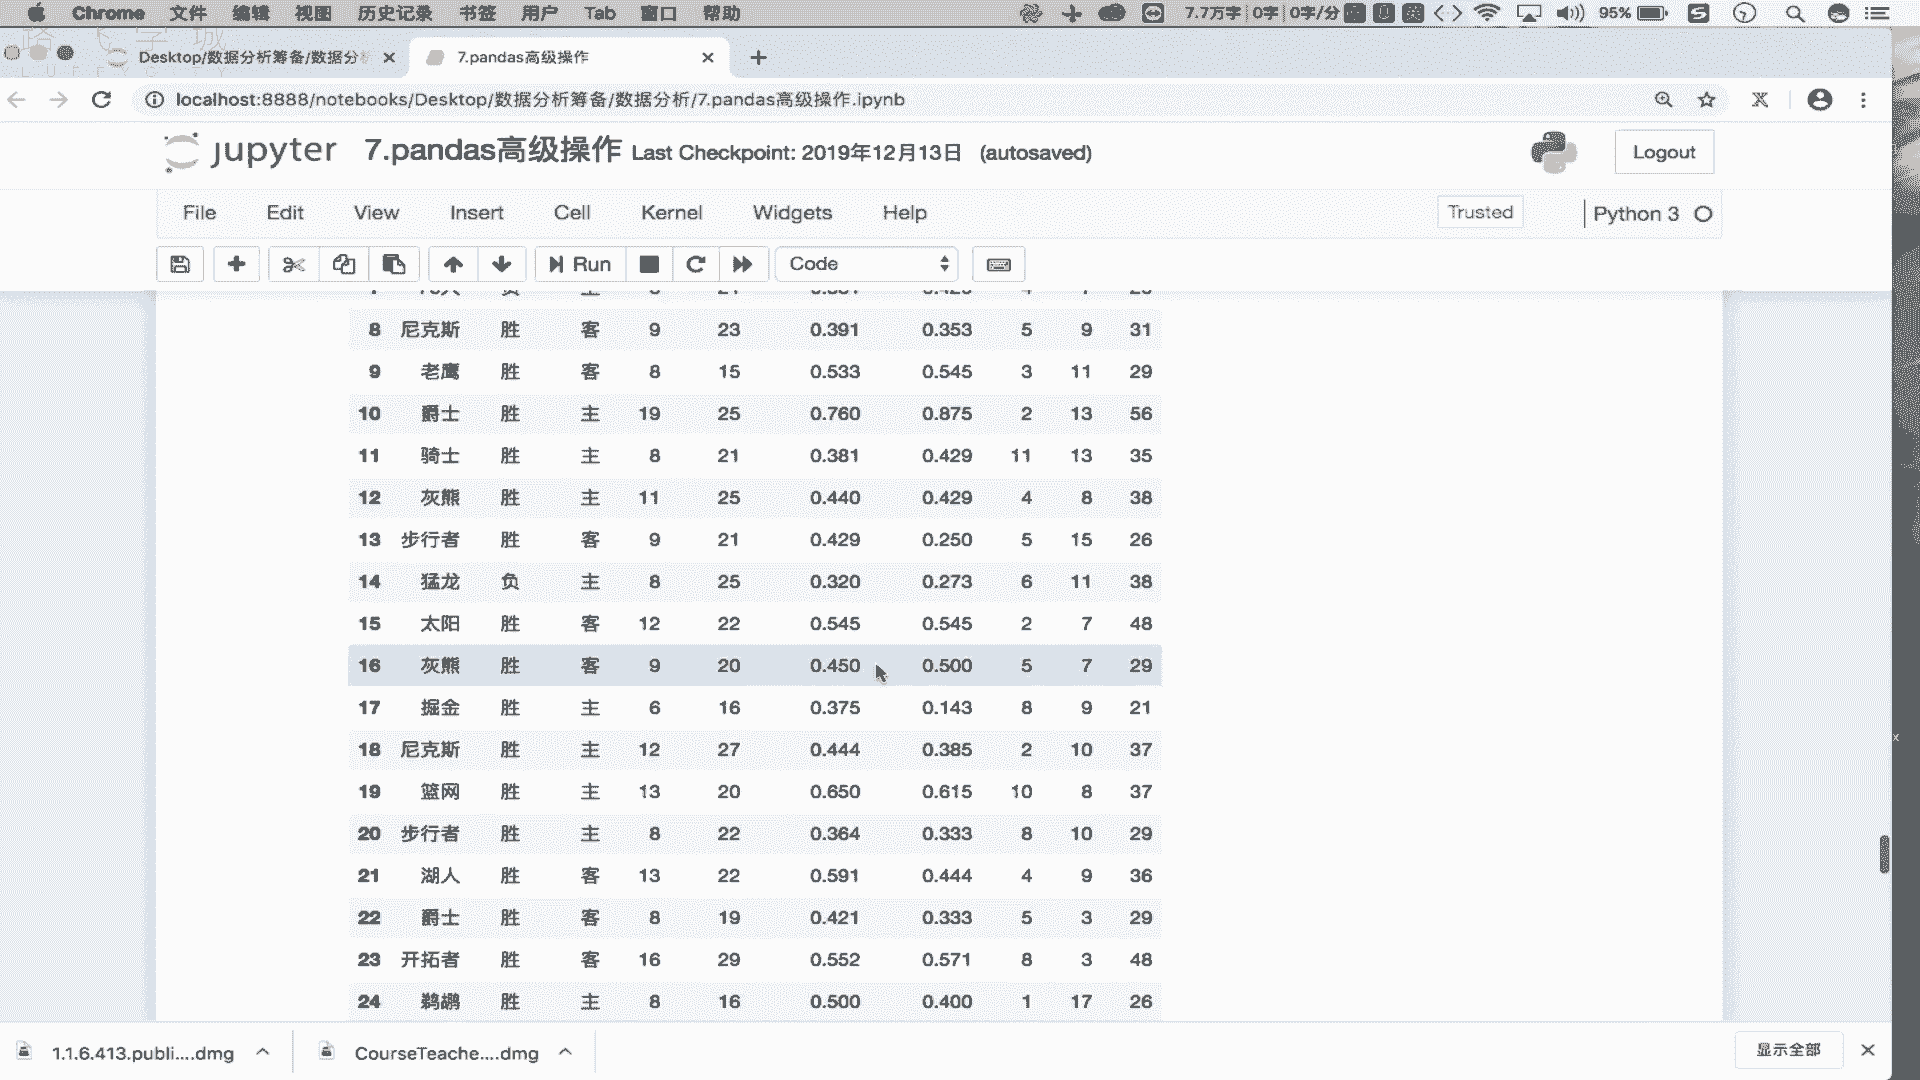 Chrome 文件 编辑 视图 历史记录 书签 用户 Tab 窗口 帮助 7.7万字 0字 0字/分 95%
Desktop/数据分析筹备/数据分 7.pandas高级操作
localhost:8888/notebooks/Desktop/数据分析筹备/数据分析/7.pandas高级操作.ipynb
jupyter 7.pandas高级操作 Last Checkpoint: 2019年12月13日 (autosaved) Logout
File Edit View Insert Cell Kernel Widgets Help Trusted Python 3
Run Code
8 尼克斯 胜 客 9 23 0.391 0.353 5 9 31
9 老鹰 胜 客 8 15 0.533 0.545 3 11 29
10 爵士 胜 主 19 25 0.760 0.875 2 13 56
11 骑士 胜 主 8 21 0.381 0.429 11 13 35
12 灰熊 胜 主 11 25 0.440 0.429 4 8 38
13 步行者 胜 客 9 21 0.429 0.250 5 15 26
14 猛龙 负 主 8 25 0.320 0.273 6 11 38
15 太阳 胜 客 12 22 0.545 0.545 2 7 48
16 灰熊 胜 客 9 20 0.450 0.500 5 7 29
17 掘金 胜 主 6 16 0.375 0.143 8 9 21
18 尼克斯 胜 主 12 27 0.444 0.385 2 10 37
19 篮网 胜 主 13 20 0.650 0.615 10 8 37
20 步行者 胜 主 8 22 0.364 0.333 8 10 29
21 湖人 胜 客 13 22 0.591 0.444 4 9 36
22 爵士 胜 客 8 19 0.421 0.333 5 3 29
23 开拓者 胜 客 16 29 0.552 0.571 8 3 48
24 鹈鹕 胜 主 8 16 0.500 0.400 1 17 26
1.1.6.413.publi....dmg CourseTeache....dmg 显示全部